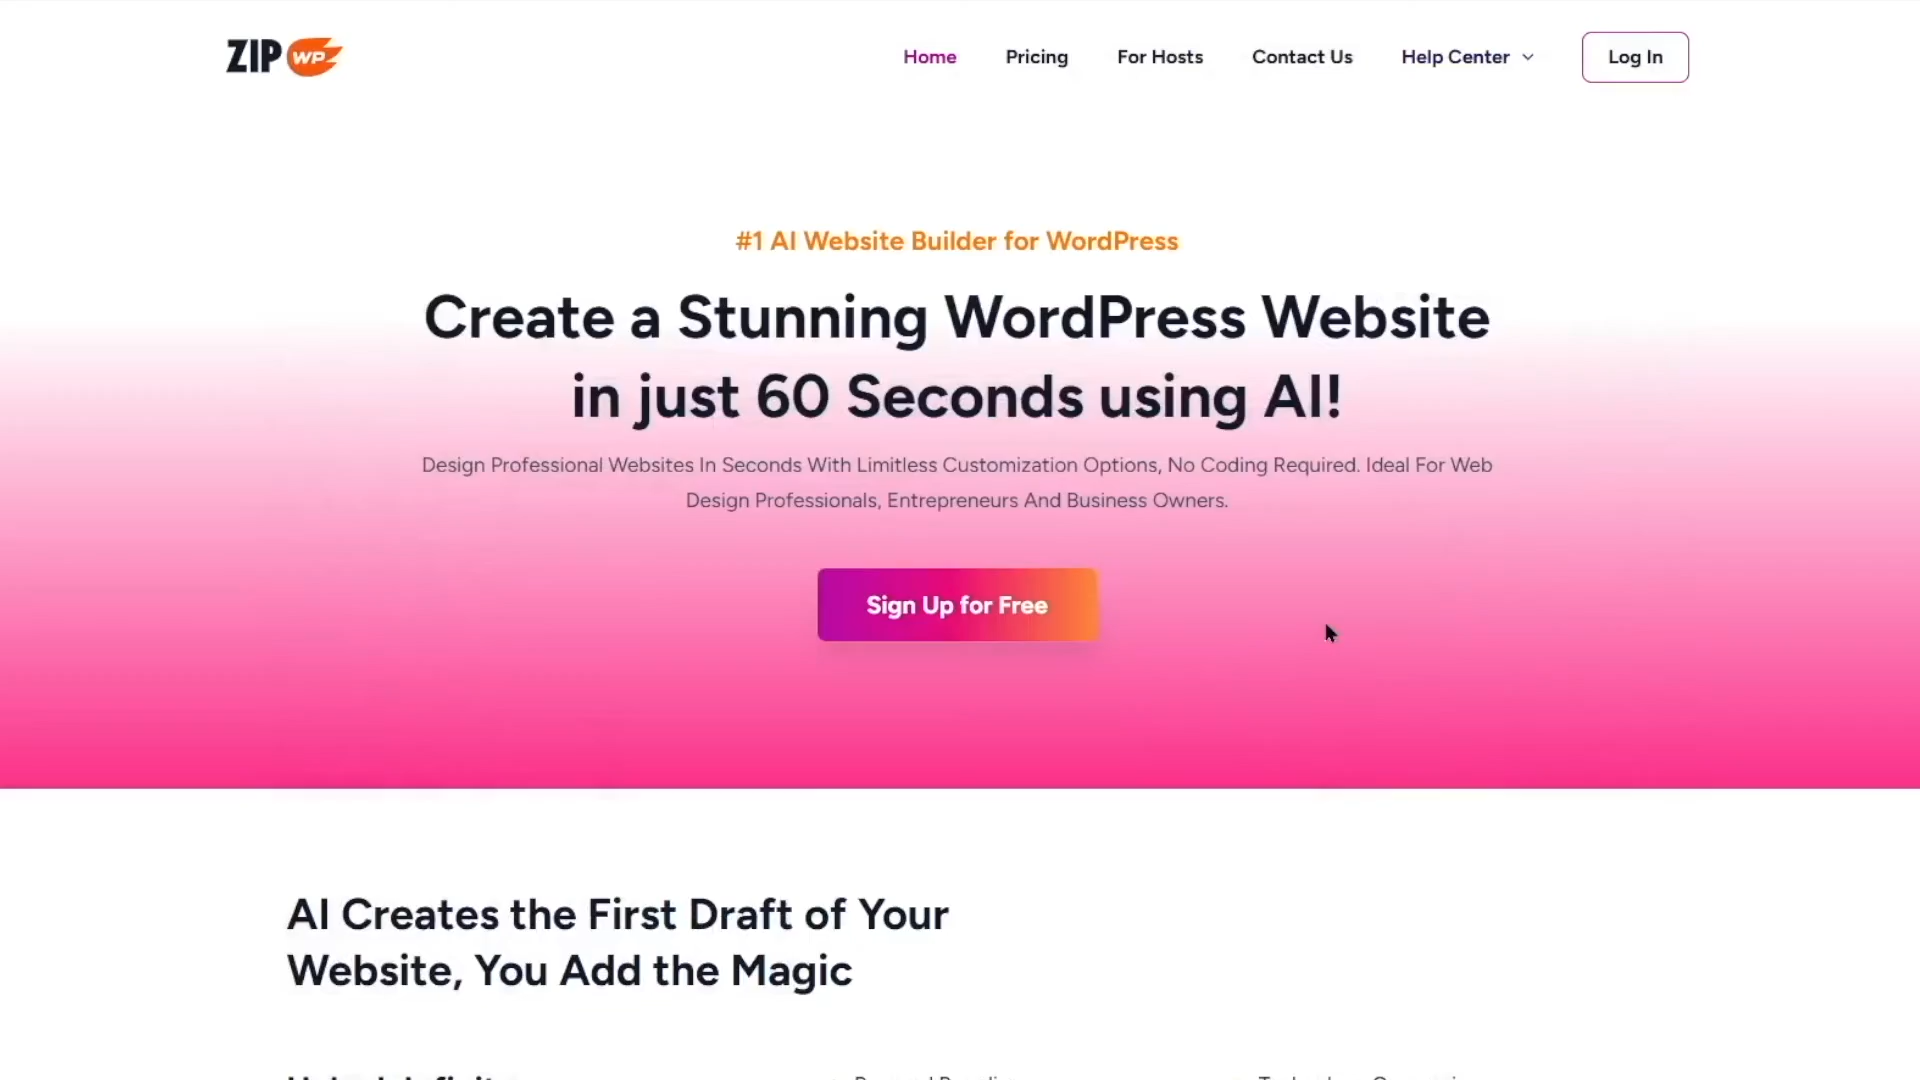 ZIP WP
Home
Pricing
For Hosts
Contact Us
Help Center
Log In
#1 AI Website Builder for WordPress
Create a Stunning WordPress Website
in just 60 Seconds using AI!
Design Professional Websites In Seconds With Limitless Customization Options, No Coding Required. Ideal For Web
Design Professionals, Entrepreneurs And Business Owners.
Sign Up for Free
AI Creates the First Draft of Your
Website, You Add the Magic